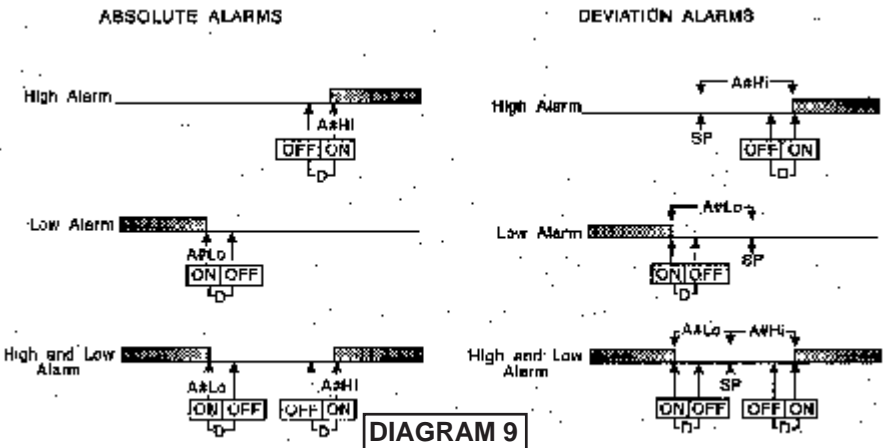 ABSOLUTE ALARMS
High Alarm
A#Hi
OFF ON
D
Low Alarm
A#Lo
ON OFF
D
High and Low
Alarm
A#Lo
A#Hi
ON OFF
OFF ON
D
D
DEVIATION ALARMS
A#Hi
High Alarm
SP
OFF ON
D
A#Lo
Low Alarm
SP
ON OFF
D
A#Lo
A#Hi
High and Low
Alarm
SP
ON OFF
OFF ON
D
D
DIAGRAM 9